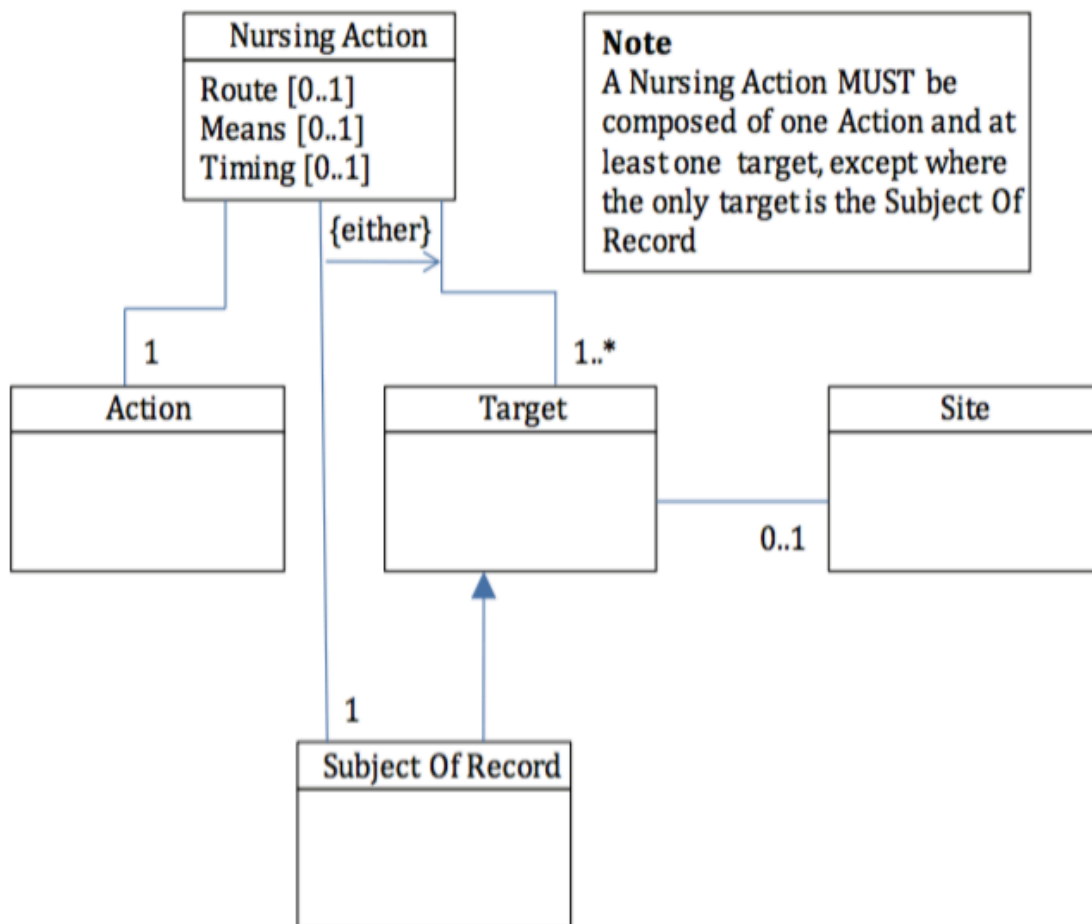 Nursing Action
Route [0..1]
Means [0..1]
Timing [0..1]
Note
A Nursing Action MUST be
composed of one Action and at
least one target, except where
the only target is the Subject Of
Record
{either}
1
1..*
Action
Target
Site
0..1
1
Subject Of Record